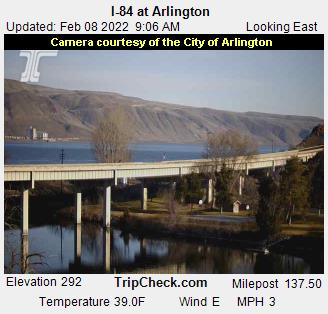 I-84 at Arlington
Updated: Feb 08 2022 9:06 AM Looking East
Camera courtesy of the City of Arlington
Elevation 292 TripCheck.com Milepost 137.50
Temperature 39.0F Wind E MPH 3